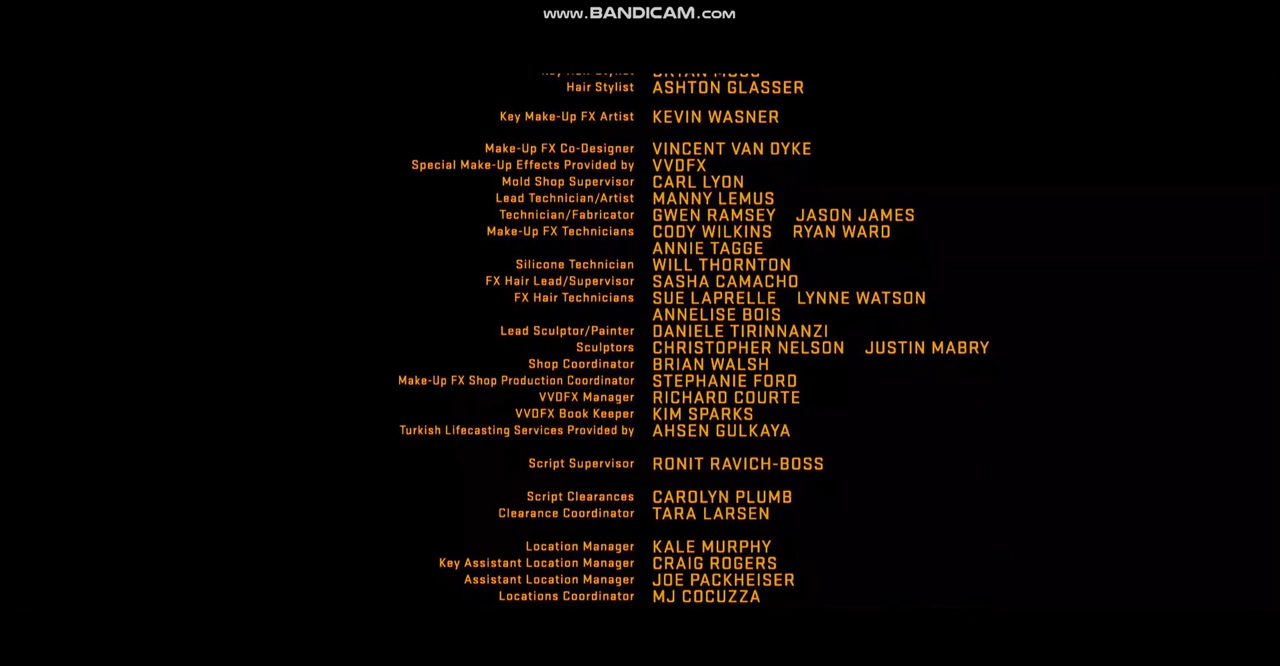 www.BANDICAM.com
Key Hair Stylist BRYAN MOSS
Hair Stylist ASHTON GLASSER
Key Make-Up FX Artist KEVIN WASNER
Make-Up FX Co-Designer VINCENT VAN DYKE
Special Make-Up Effects Provided by VVDFX
Mold Shop Supervisor CARL LYON
Lead Technician/Artist MANNY LEMUS
Technician/Fabricator GWEN RAMSEY JASON JAMES
Make-Up FX Technicians CODY WILKINS RYAN WARD
ANNIE TAGGE
Silicone Technician WILL THORNTON
FX Hair Lead/Supervisor SASHA CAMACHO
FX Hair Technicians SUE LAPRELLE LYNNE WATSON
ANNELISE BOIS
Lead Sculptor/Painter DANIELE TIRINNANZI
Sculptors CHRISTOPHER NELSON JUSTIN MABRY
Shop Coordinator BRIAN WALSH
Make-Up FX Shop Production Coordinator STEPHANIE FORD
VVDFX Manager RICHARD COURTE
VVDFX Book Keeper KIM SPARKS
Turkish Lifecasting Services Provided by AHSEN GULKAYA
Script Supervisor RONIT RAVICH-BOSS
Script Clearances CAROLYN PLUMB
Clearance Coordinator TARA LARSEN
Location Manager KALE MURPHY
Key Assistant Location Manager CRAIG ROGERS
Assistant Location Manager JOE PACKHEISER
Locations Coordinator MJ COCUZZA